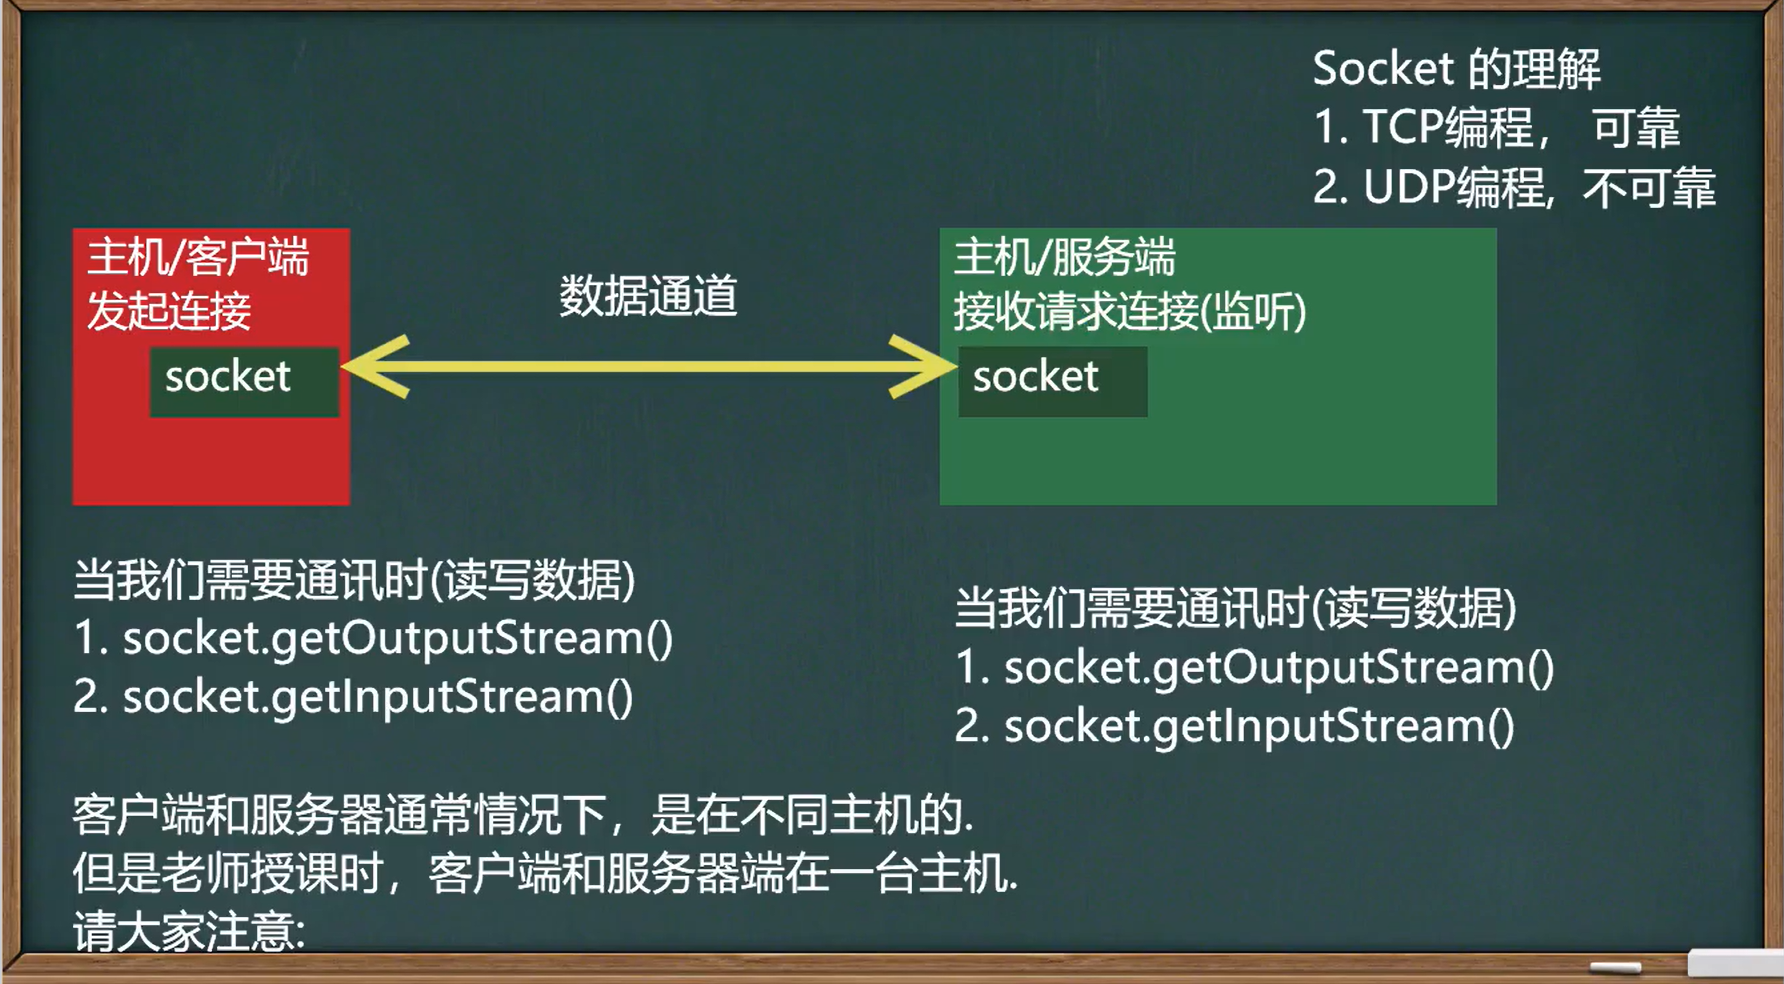 Socket 的理解
1. TCP编程， 可靠
2. UDP编程, 不可靠
主机/客户端
发起连接
socket
数据通道
主机/服务端
接收请求连接(监听)
socket
当我们需要通讯时(读写数据)
1. socket.getOutputStream()
2. socket.getInputStream()
当我们需要通讯时(读写数据)
1. socket.getOutputStream()
2. socket.getInputStream()
客户端和服务器通常情况下，是在不同主机的.
但是老师授课时，客户端和服务器端在一台主机.
请大家注意: